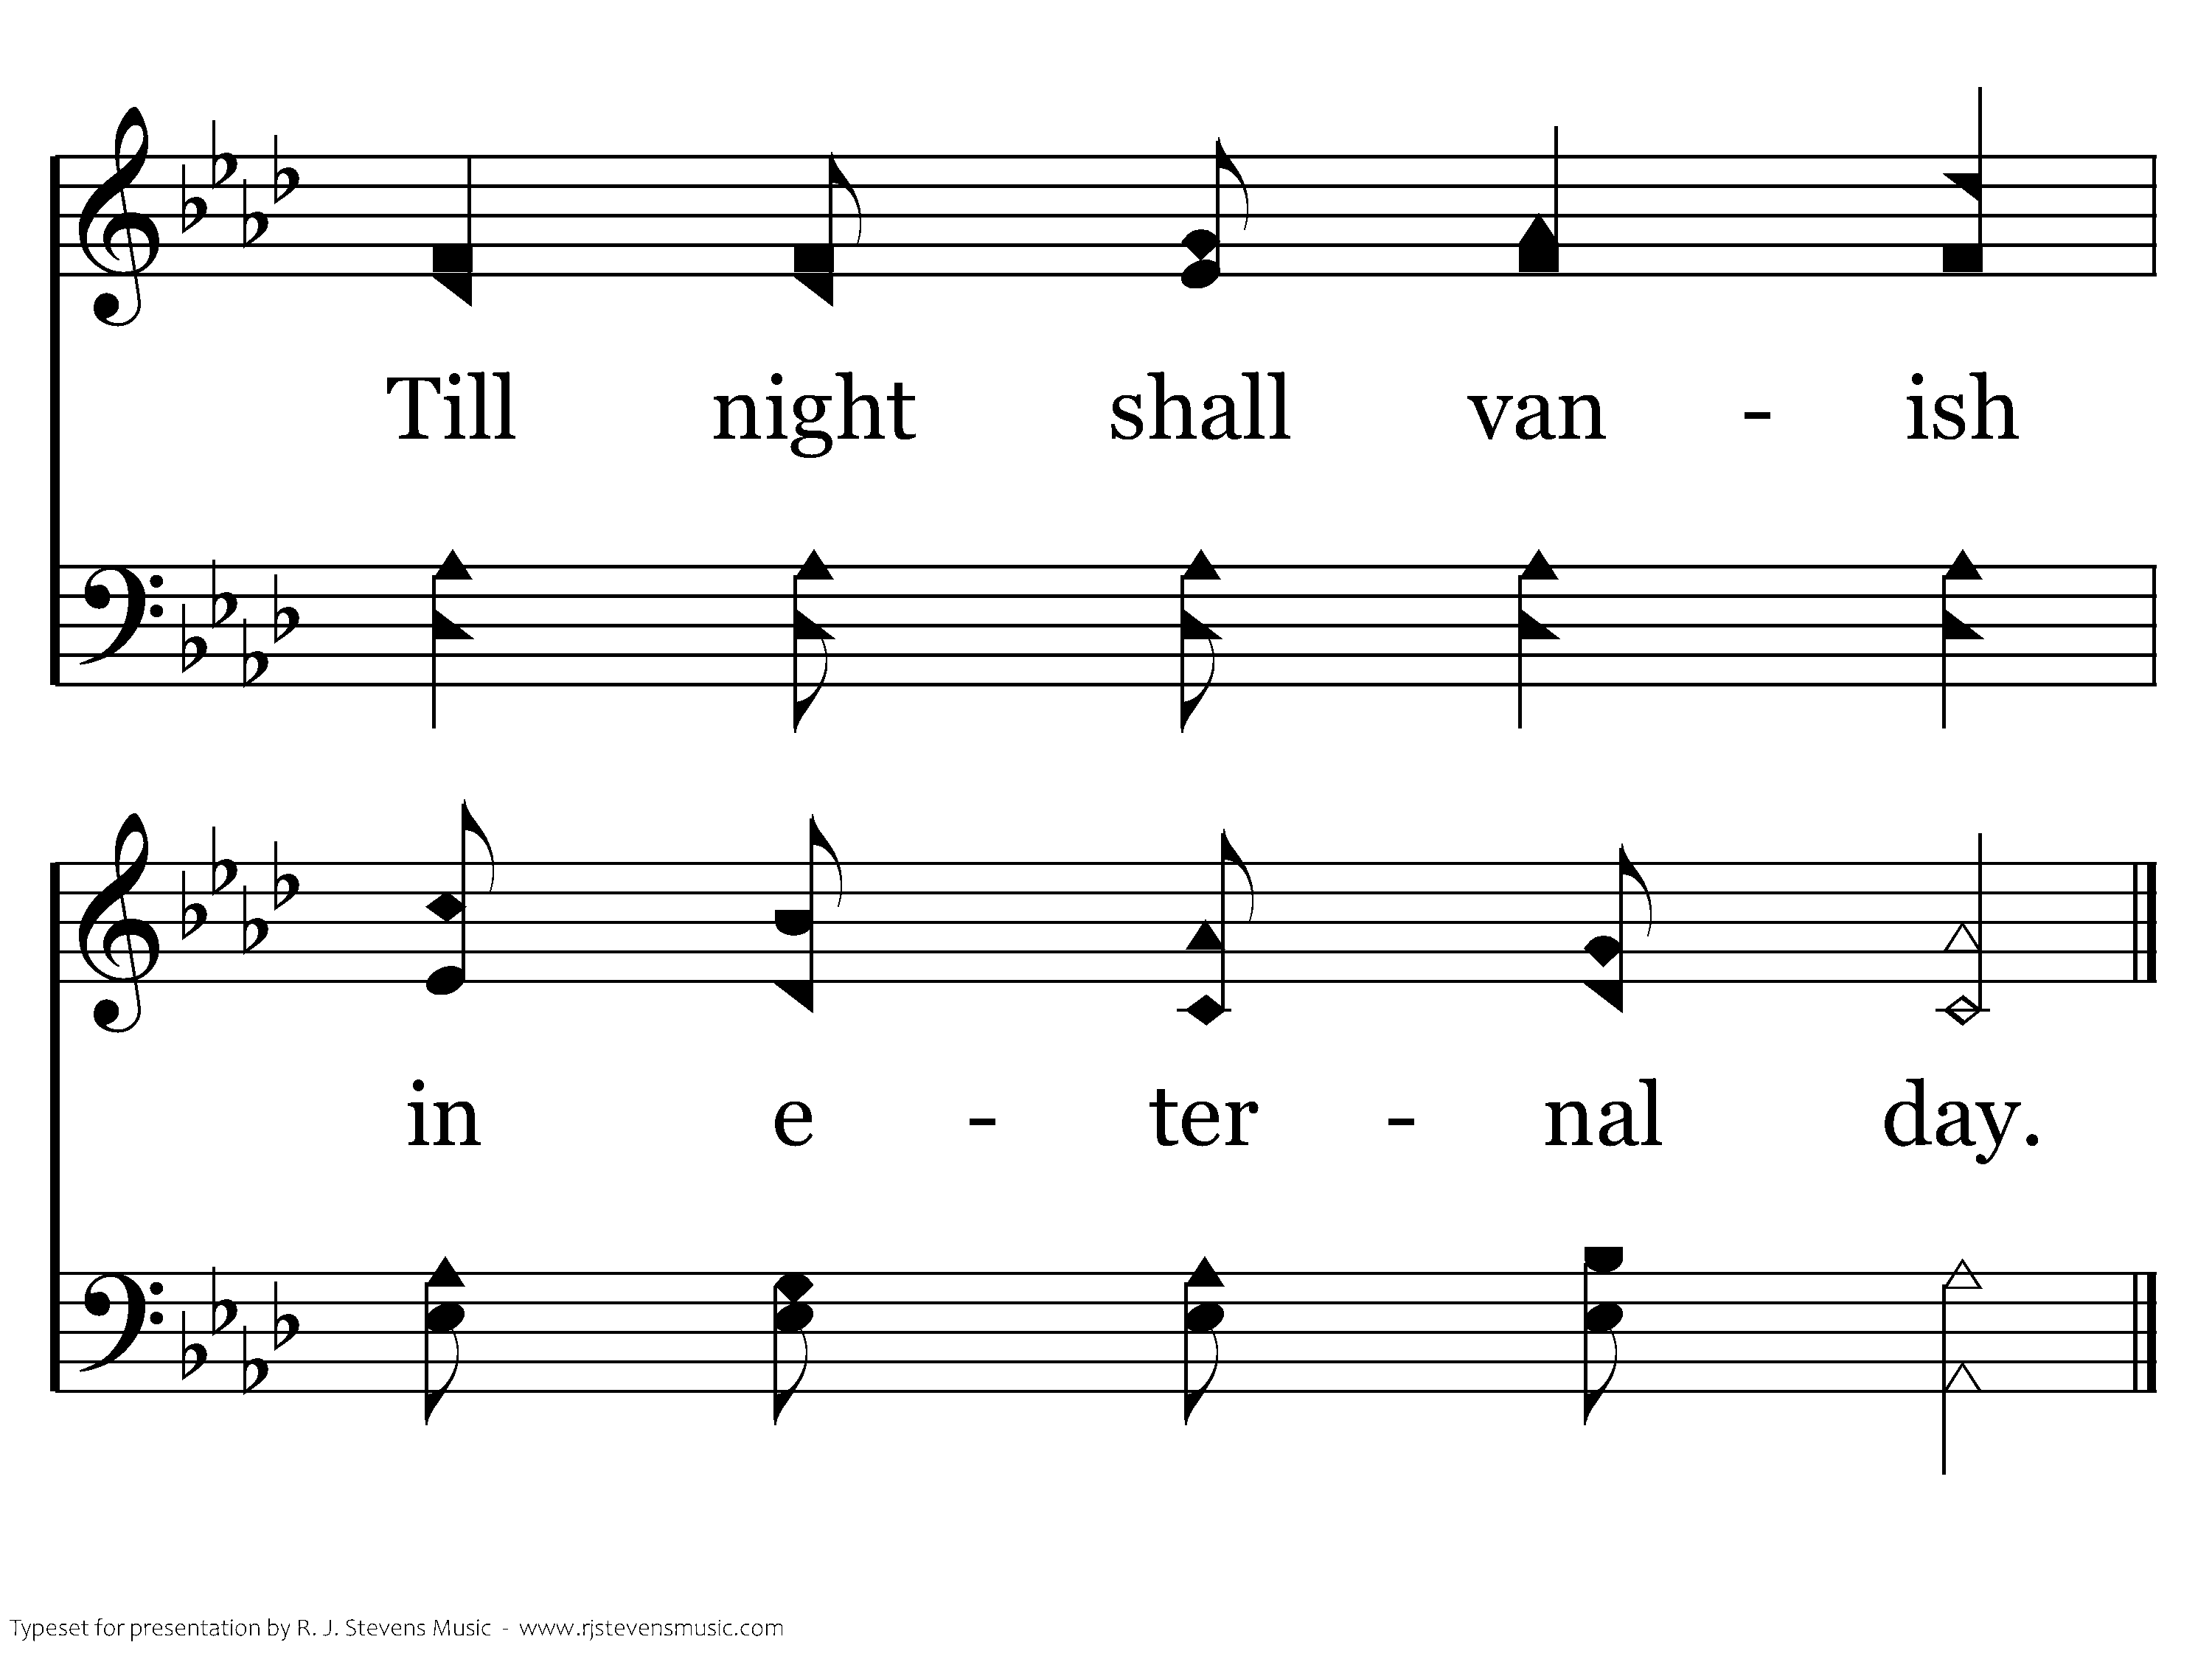 Till night shall van - ish
in e - ter - nal day.
Typeset for presentation by R. J. Stevens Music - www.rjstevensmusic.com